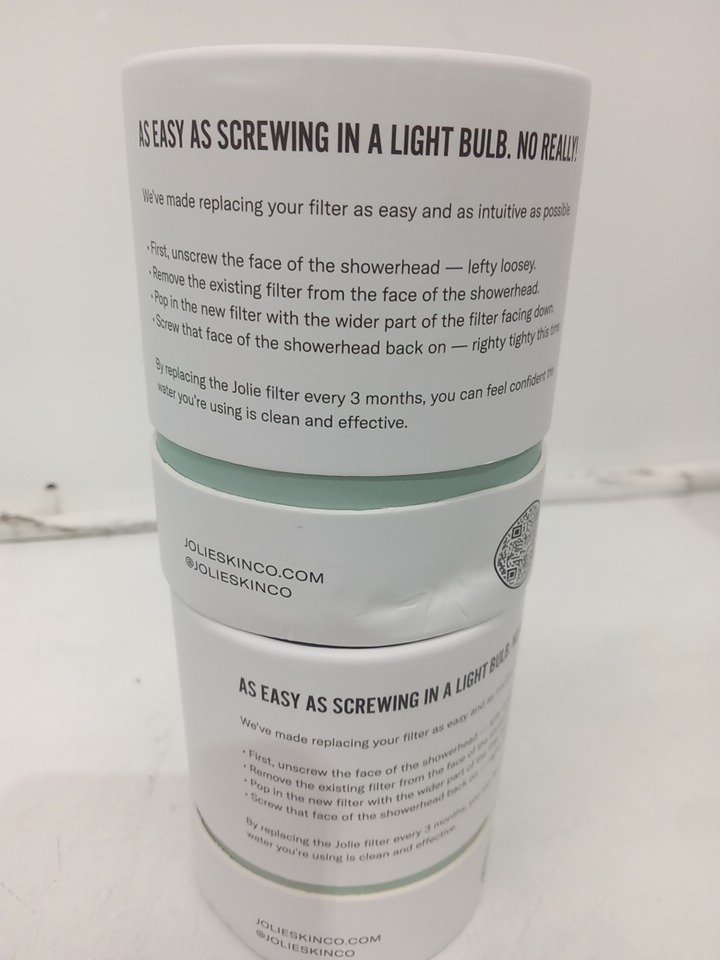 AS EASY AS SCREWING IN A LIGHT BULB. NO REALLY!
We've made replacing your filter as easy and as intuitive as possible.
• First, unscrew the face of the showerhead — lefty loosey.
• Remove the existing filter from the face of the showerhead.
• Pop in the new filter with the wider part of the filter facing down.
• Screw that face of the showerhead back on — righty tighty this time.
By replacing the Jolie filter every 3 months, you can feel confident the
water you're using is clean and effective.
JOLIESKINCO.COM
@JOLIESKINCO
AS EASY AS SCREWING IN A LIGHT BULB.
We've made replacing your filter as easy and as
• First, unscrew the face of the showerhead —
• Remove the existing filter from the face of the
• Pop in the new filter with the wider part of the
• Screw that face of the showerhead back on —
By replacing the Jolie filter every 3 months, you
water you're using is clean and effective.
JOLIESKINCO.COM
@JOLIESKINCO